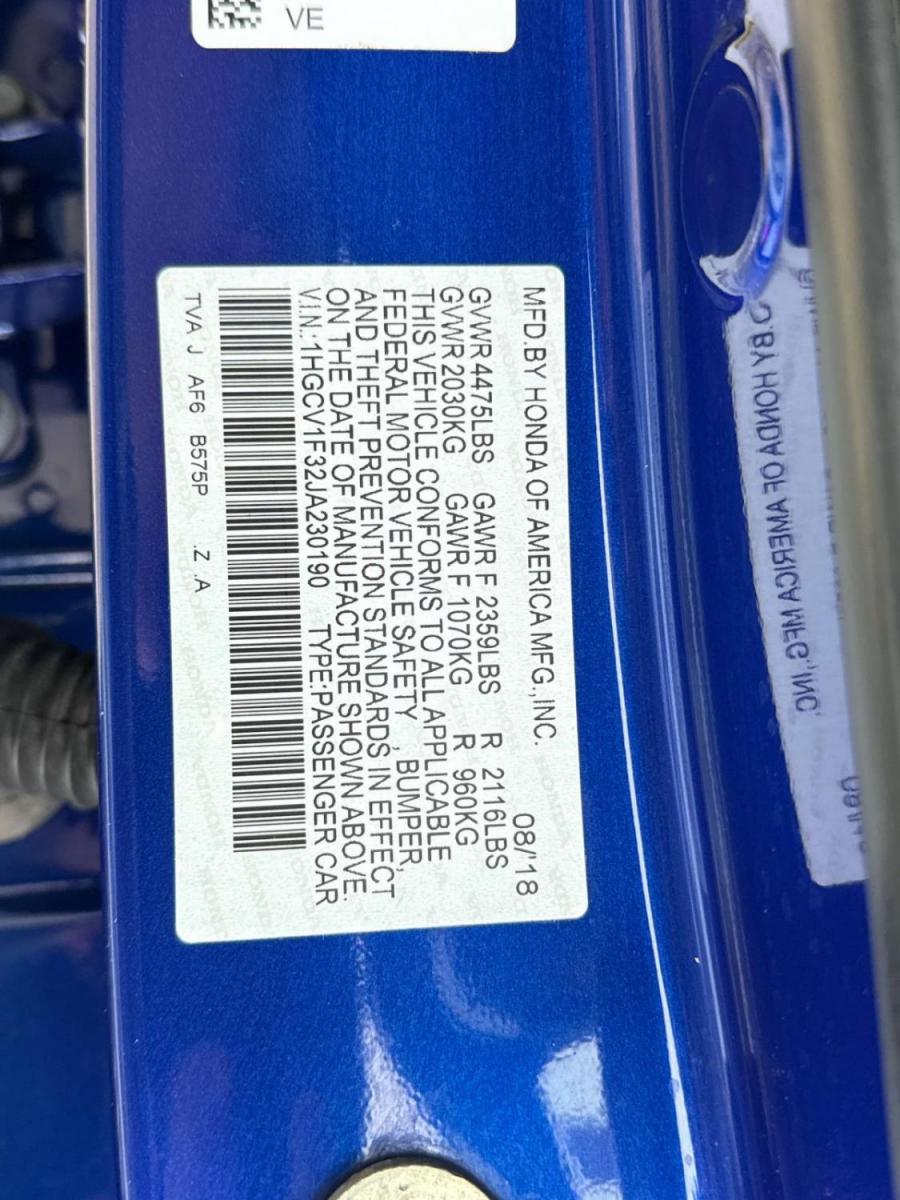 VE
MFD.BY HONDA OF AMERICA MFG.,INC.
08/'18
GVWR 4475LBS GAWR F 2359LBS R 2116LBS
GVWR 2030KG GAWR F 1070KG R 960KG
THIS VEHICLE CONFORMS TO ALL APPLICABLE
FEDERAL MOTOR VEHICLE SAFETY , BUMPER,
AND THEFT PREVENTION STANDARDS IN EFFECT
ON THE DATE OF MANUFACTURE SHOWN ABOVE.
V.I.N.:1HGCV1F32JA230190 TYPE:PASSENGER CAR
TVA J AF6 B575P .Z .A